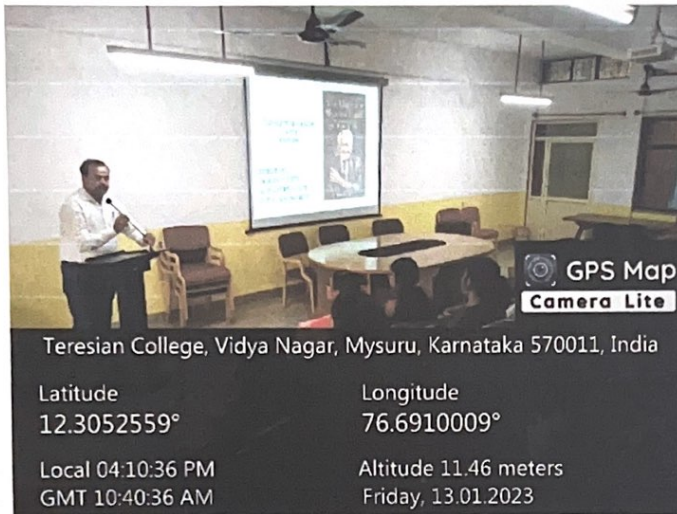 GPS Map
Camera Lite
Teresian College, Vidya Nagar, Mysuru, Karnataka 570011, India
Latitude
12.3052559°
Longitude
76.6910009°
Local 04:10:36 PM
GMT 10:40:36 AM
Altitude 11.46 meters
Friday, 13.01.2023